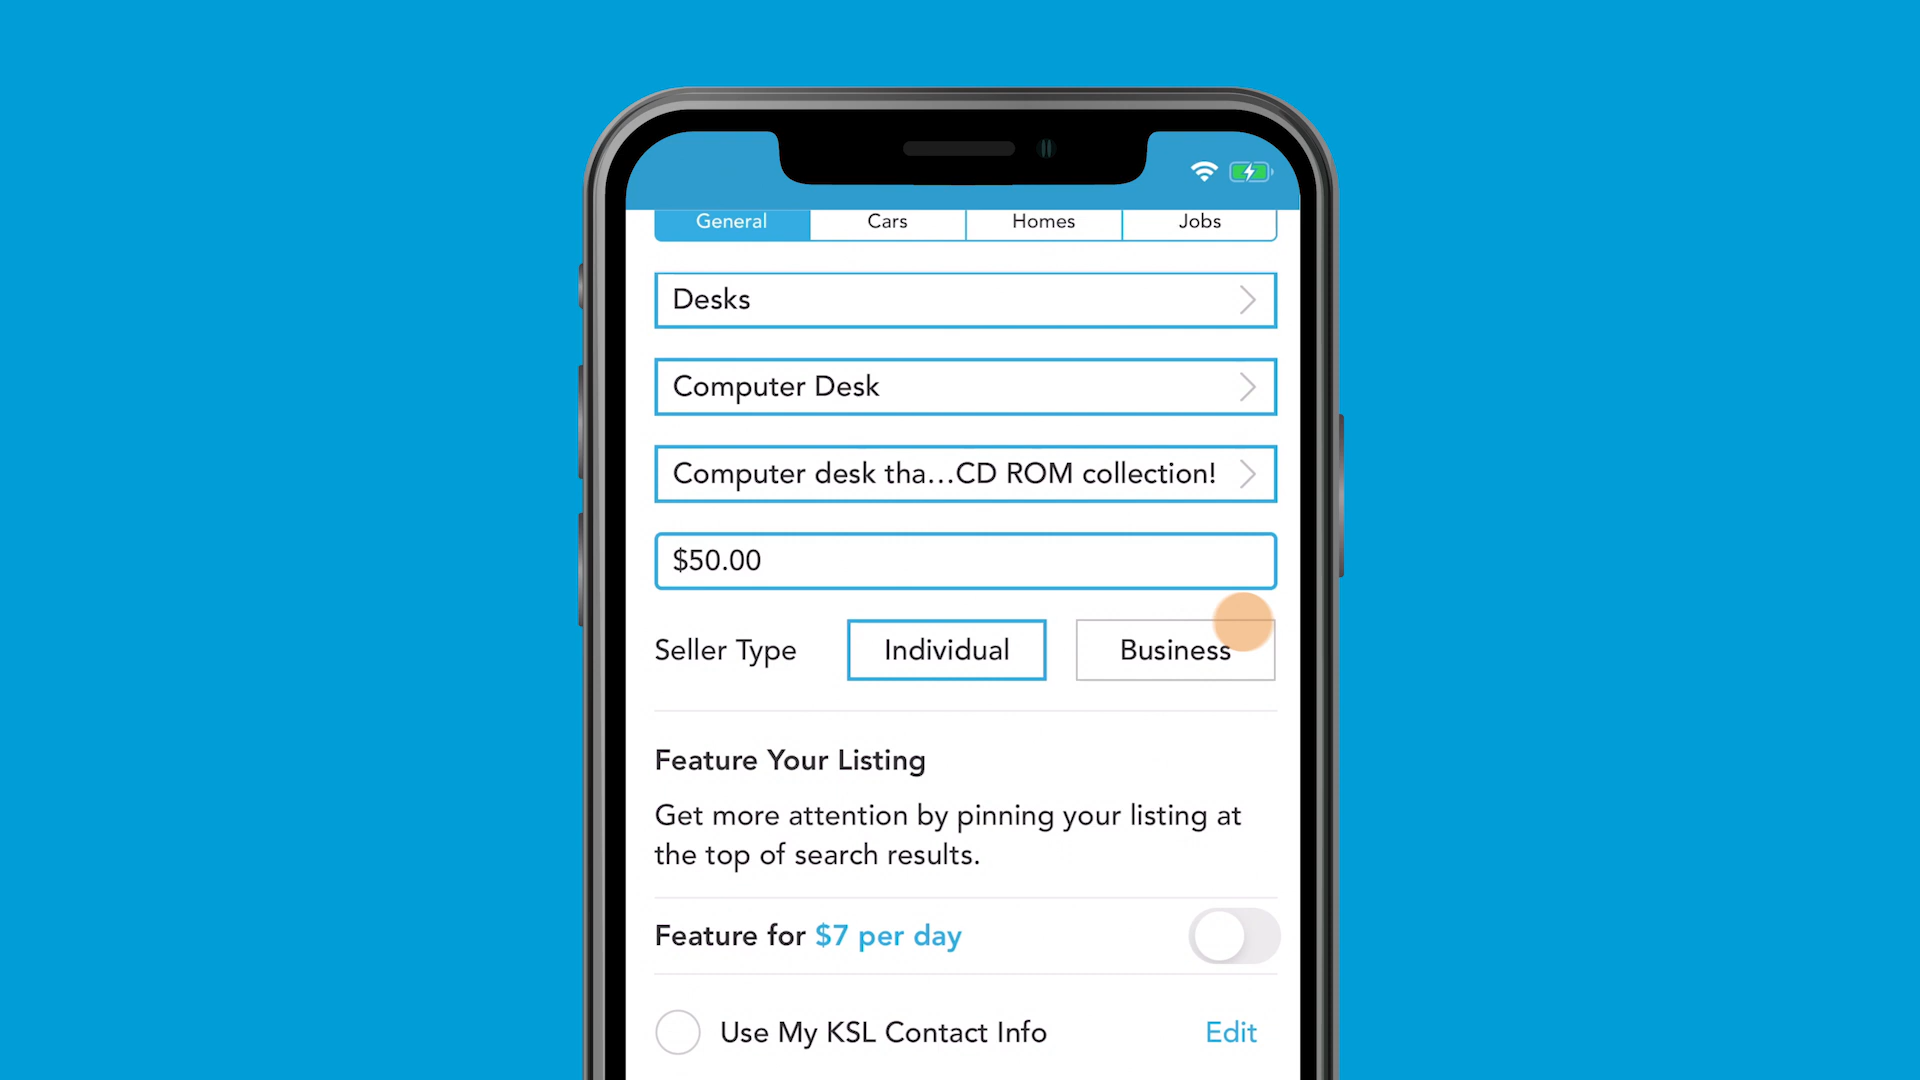 General Cars Homes Jobs
Desks
Computer Desk
Computer desk tha...CD ROM collection!
$50.00
Seller Type Individual Business
Feature Your Listing
Get more attention by pinning your listing at
the top of search results.
Feature for $7 per day
Use My KSL Contact Info Edit